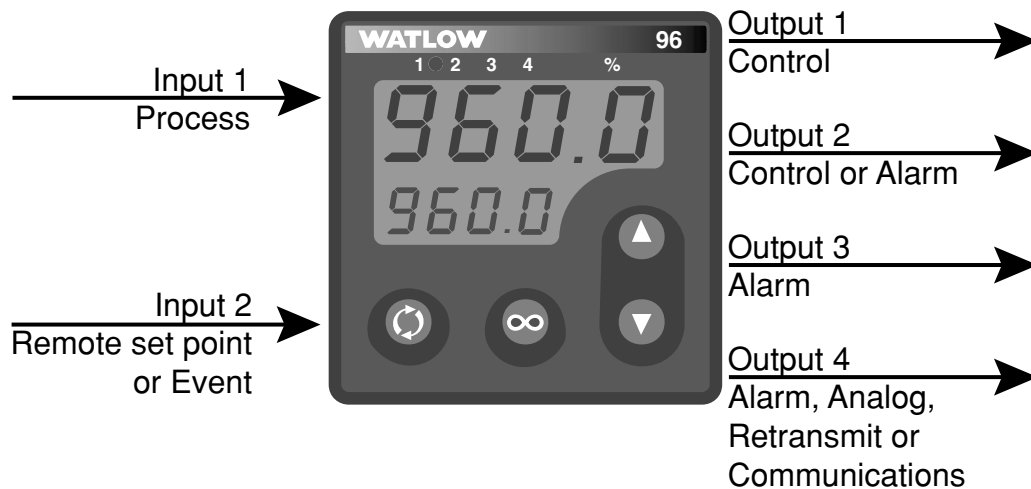 WATLOW 96
1 2 3 4 %
960.0
960.0
Input 1
Process
Input 2
Remote set point
or Event
Output 1
Control
Output 2
Control or Alarm
Output 3
Alarm
Output 4
Alarm, Analog,
Retransmit or
Communications